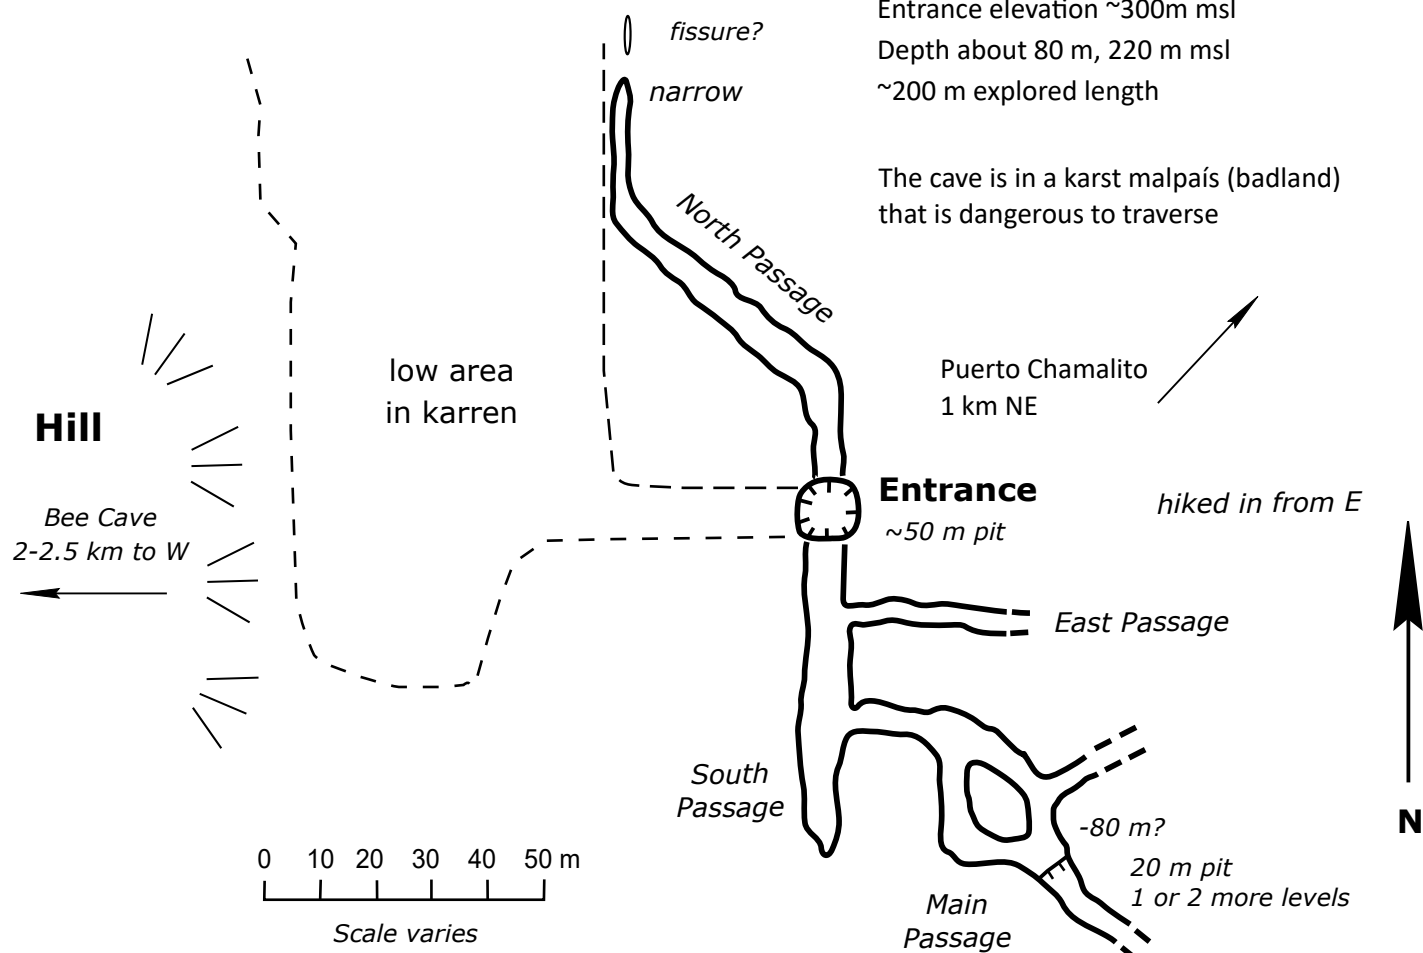 Entrance elevation ~300m msl
Depth about 80 m, 220 m msl
~200 m explored length
fissure?
narrow
The cave is in a karst malpaís (badland)
that is dangerous to traverse
North Passage
low area
in karren
Puerto Chamalito
1 km NE
Hill
Entrance
~50 m pit
hiked in from E
Bee Cave
2-2.5 km to W
East Passage
South
Passage
N
-80 m?
20 m pit
1 or 2 more levels
Main
Passage
0 10 20 30 40 50 m
Scale varies